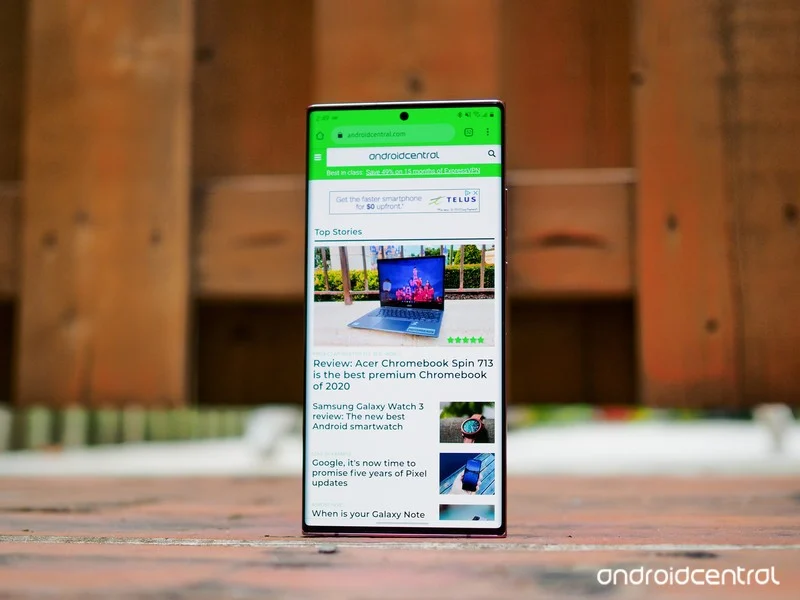 2:49
androidcentral.com
androidcentral
Best in class: Save 49% on 15 months of ExpressVPN
Get the faster smartphone
for $0 upfront.*
TELUS
Top Stories
Review: Acer Chromebook Spin 713
is the best premium Chromebook
of 2020
Samsung Galaxy Watch 3
review: The new best
Android smartwatch
Google, it's now time to
promise five years of Pixel
updates
When is your Galaxy Note
androidcentral